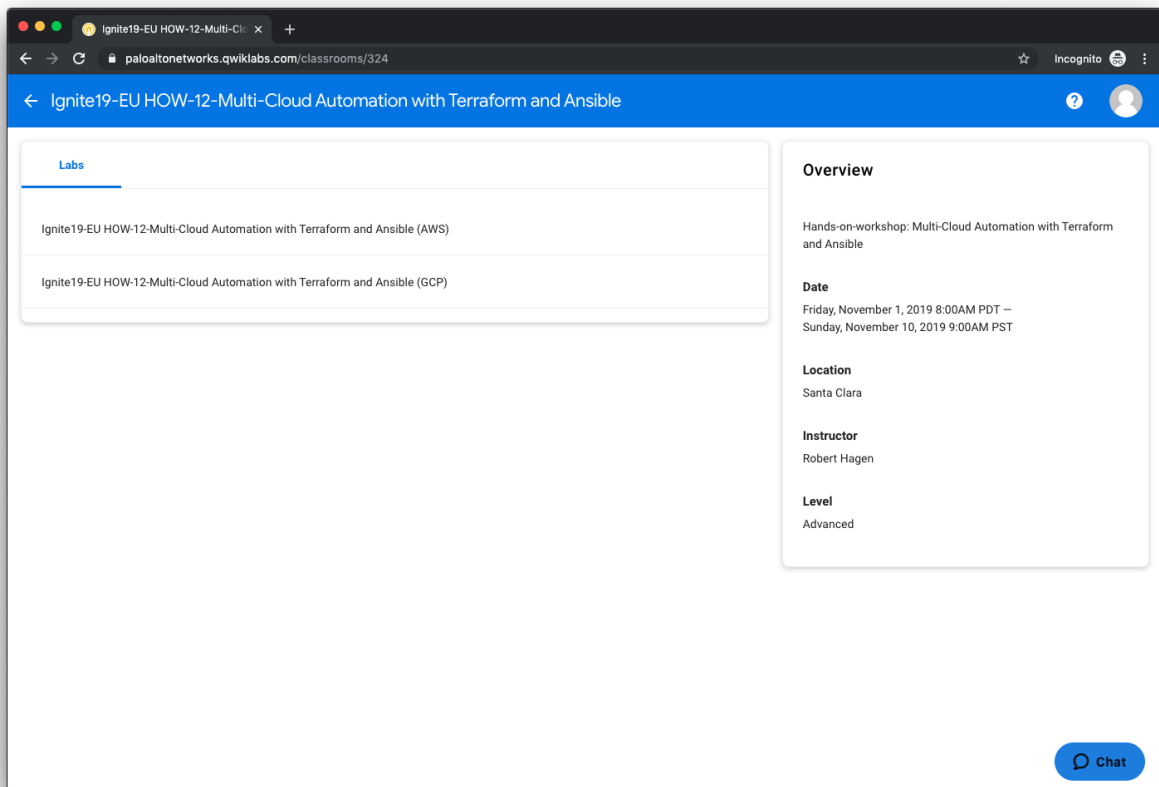 Ignite19-EU HOW-12-Multi-Clo
paloaltonetworks.qwiklabs.com/classrooms/324
Incognito
Ignite19-EU HOW-12-Multi-Cloud Automation with Terraform and Ansible
?
Labs
Ignite19-EU HOW-12-Multi-Cloud Automation with Terraform and Ansible (AWS)
Ignite19-EU HOW-12-Multi-Cloud Automation with Terraform and Ansible (GCP)
Overview
Hands-on-workshop: Multi-Cloud Automation with Terraform
and Ansible
Date
Friday, November 1, 2019 8:00AM PDT —
Sunday, November 10, 2019 9:00AM PST
Location
Santa Clara
Instructor
Robert Hagen
Level
Advanced
Chat